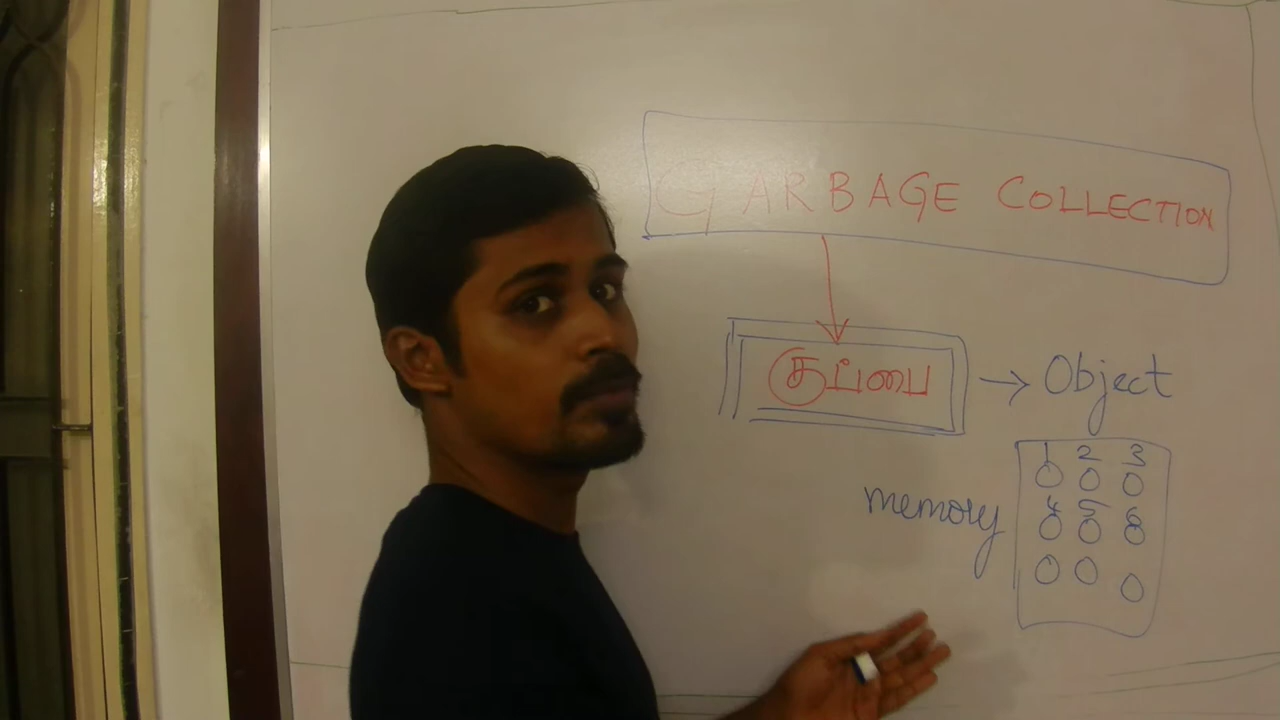 GARBAGE COLLECTION
குப்பை → Object
1 2 3
memory
4 5 6